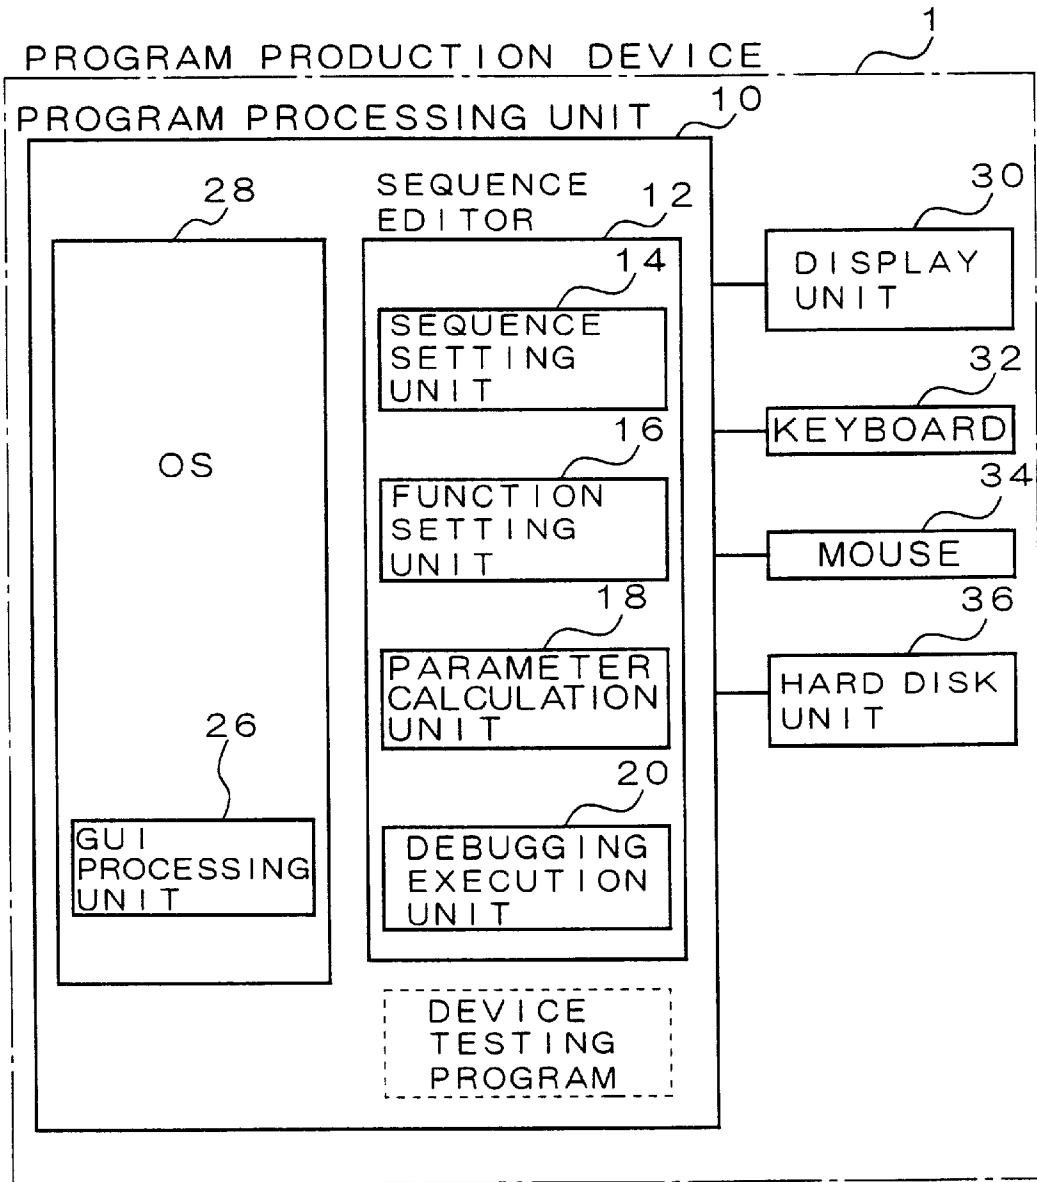 1
PROGRAM PRODUCTION DEVICE
PROGRAM PROCESSING UNIT
10
28
OS
26
GUI
PROCESSING
UNIT
SEQUENCE
EDITOR
12
14
SEQUENCE
SETTING
UNIT
16
FUNCTION
SETTING
UNIT
18
PARAMETER
CALCULATION
UNIT
20
DEBUGGING
EXECUTION
UNIT
DEVICE
TESTING
PROGRAM
30
DISPLAY
UNIT
32
KEYBOARD
34
MOUSE
36
HARD DISK
UNIT